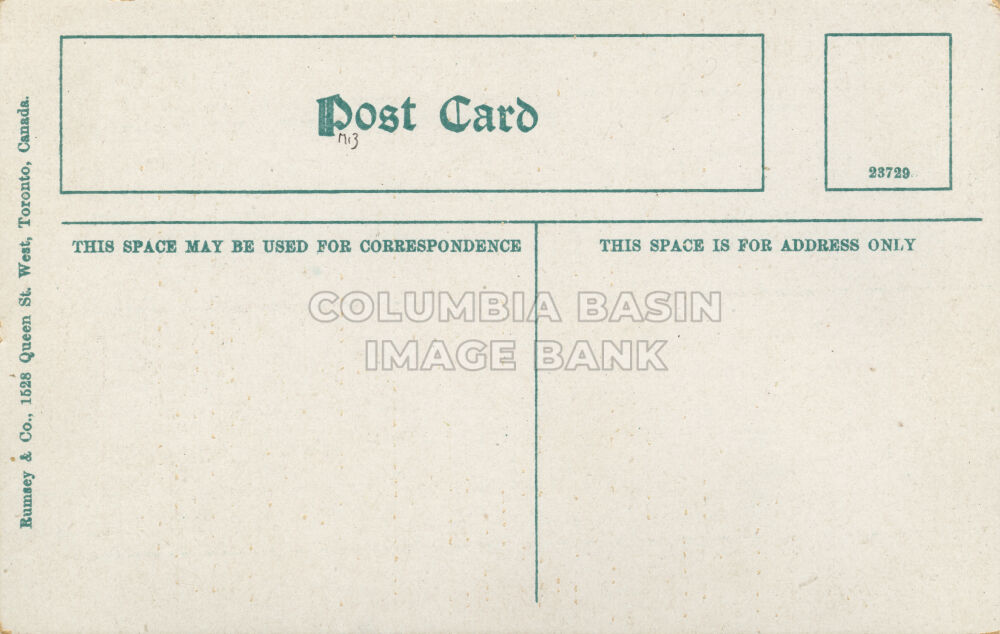 Post Card
M13
23729
THIS SPACE MAY BE USED FOR CORRESPONDENCE
THIS SPACE IS FOR ADDRESS ONLY
COLUMBIA BASIN
IMAGE BANK
Rumsey & Co., 1528 Queen St. West, Toronto, Canada.